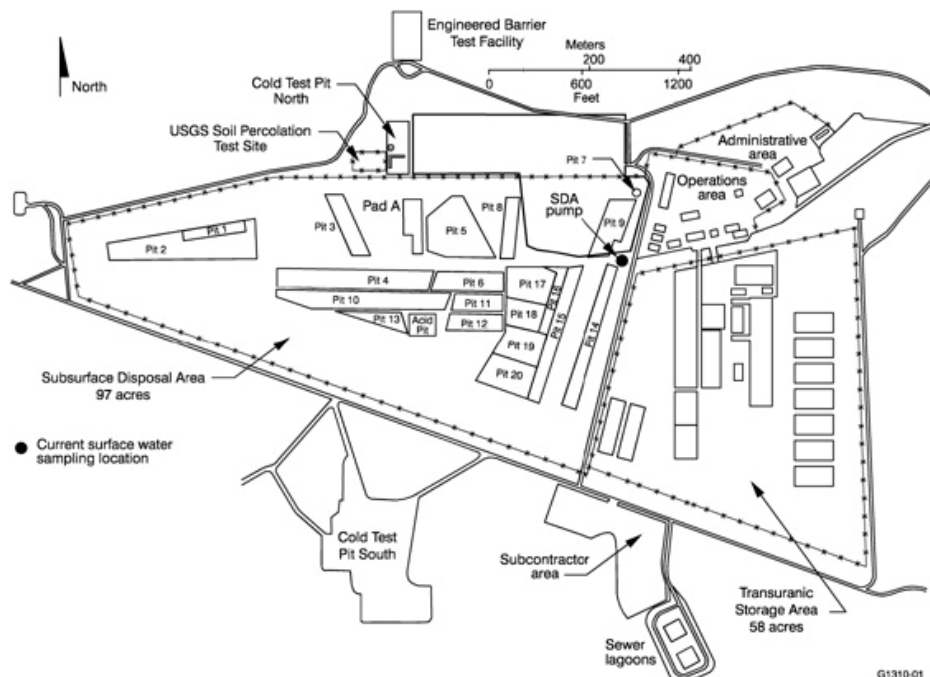 Engineered Barrier
Test Facility
Meters
200
400
0
600
1200
Feet
North
Cold Test Pit
North
USGS Soil Percolation
Test Site
Administrative
area
Pit 7
Operations
area
SDA
pump
Pad A
Pit 8
Pit 9
Pit 3
Pit 5
Pit 1
Pit 2
Pit 4
Pit 6
Pit 17
Pit 16
Pit 10
Pit 11
Pit 15
Pit 14
Pit 13
Acid
Pit
Pit 12
Pit 18
Pit 19
Pit 20
Subsurface Disposal Area
97 acres
Current surface water
sampling location
Cold Test
Pit South
Subcontractor
area
Transuranic
Storage Area
58 acres
Sewer
lagoons
G1310-01